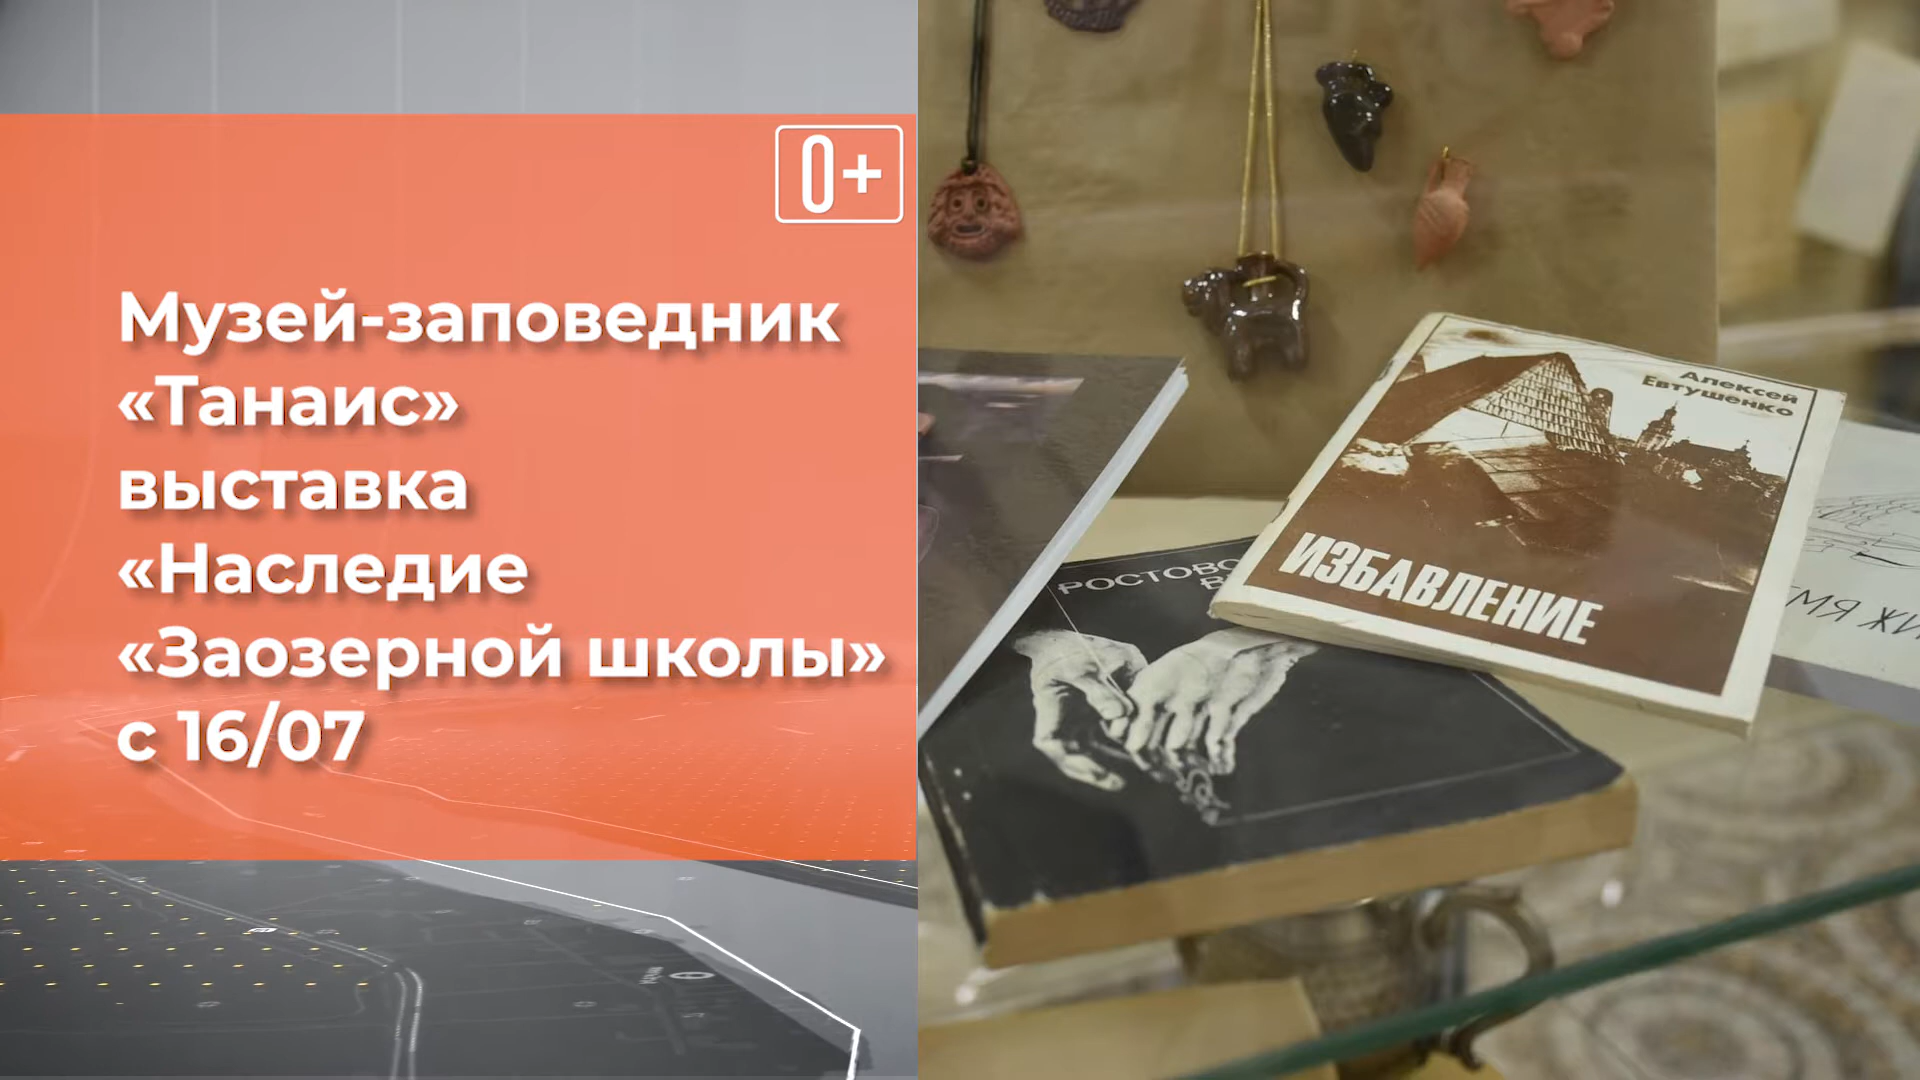 0+
Музей-заповедник
«Танаис»
выставка
«Наследие
«Заозерной школы»
с 16/07
Алексей
Евтушенко
ИЗБАВЛЕНИЕ